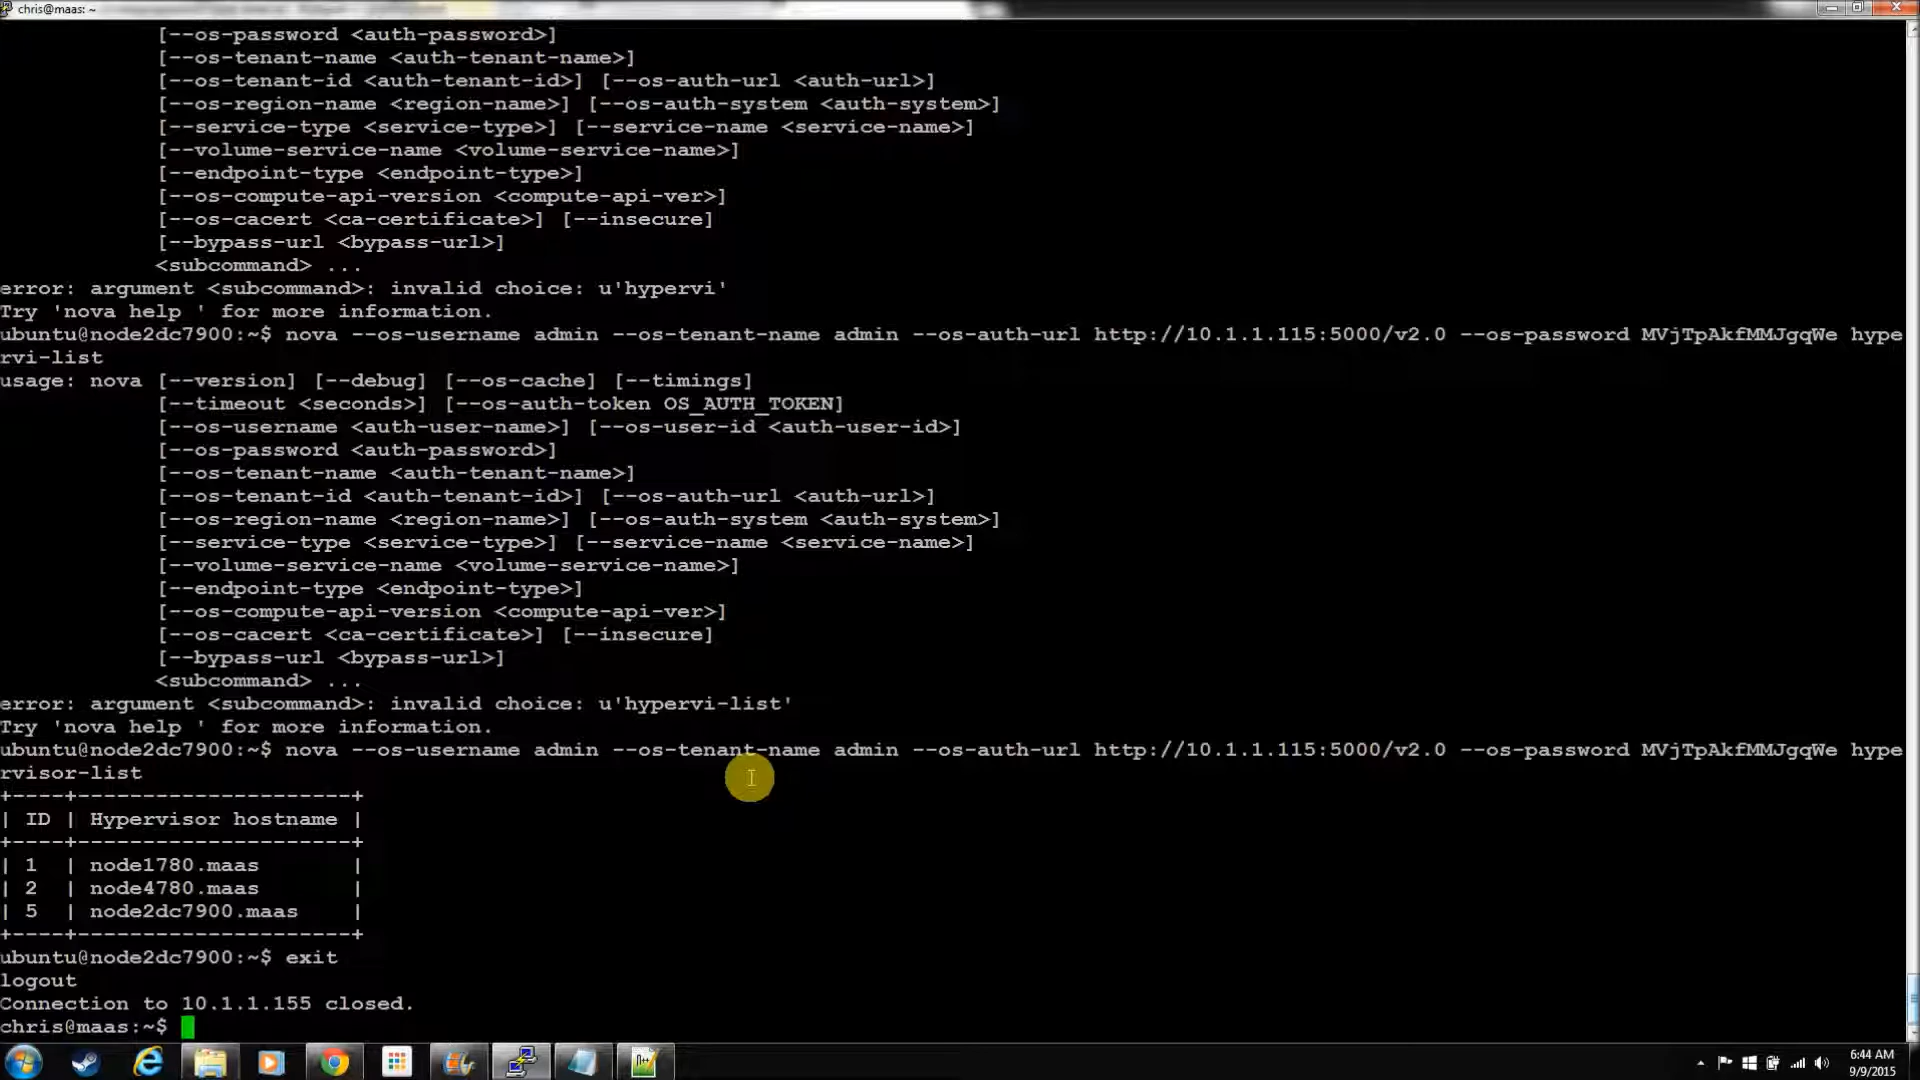 chris@maas: ~
[--os-password <auth-password>]
[--os-tenant-name <auth-tenant-name>]
[--os-tenant-id <auth-tenant-id>] [--os-auth-url <auth-url>]
[--os-region-name <region-name>] [--os-auth-system <auth-system>]
[--service-type <service-type>] [--service-name <service-name>]
[--volume-service-name <volume-service-name>]
[--endpoint-type <endpoint-type>]
[--os-compute-api-version <compute-api-ver>]
[--os-cacert <ca-certificate>] [--insecure]
[--bypass-url <bypass-url>]
<subcommand> ...
error: argument <subcommand>: invalid choice: u'hypervi'
Try 'nova help ' for more information.
ubuntu@node2dc7900:~$ nova --os-username admin --os-tenant-name admin --os-auth-url http://10.1.1.115:5000/v2.0 --os-password MVjTpAkfMMJgqWe hype
rvi-list
usage: nova [--version] [--debug] [--os-cache] [--timings]
[--timeout <seconds>] [--os-auth-token OS_AUTH_TOKEN]
[--os-username <auth-user-name>] [--os-user-id <auth-user-id>]
[--os-password <auth-password>]
[--os-tenant-name <auth-tenant-name>]
[--os-tenant-id <auth-tenant-id>] [--os-auth-url <auth-url>]
[--os-region-name <region-name>] [--os-auth-system <auth-system>]
[--service-type <service-type>] [--service-name <service-name>]
[--volume-service-name <volume-service-name>]
[--endpoint-type <endpoint-type>]
[--os-compute-api-version <compute-api-ver>]
[--os-cacert <ca-certificate>] [--insecure]
[--bypass-url <bypass-url>]
<subcommand> ...
error: argument <subcommand>: invalid choice: u'hypervi-list'
Try 'nova help ' for more information.
ubuntu@node2dc7900:~$ nova --os-username admin --os-tenant-name admin --os-auth-url http://10.1.1.115:5000/v2.0 --os-password MVjTpAkfMMJgqWe hype
rvisor-list
+----+---------------------+
| ID | Hypervisor hostname |
+----+---------------------+
| 1  | node1780.maas       |
| 2  | node4780.maas       |
| 5  | node2dc7900.maas    |
+----+---------------------+
ubuntu@node2dc7900:~$ exit
logout
Connection to 10.1.1.155 closed.
chris@maas:~$
6:44 AM
9/9/2015